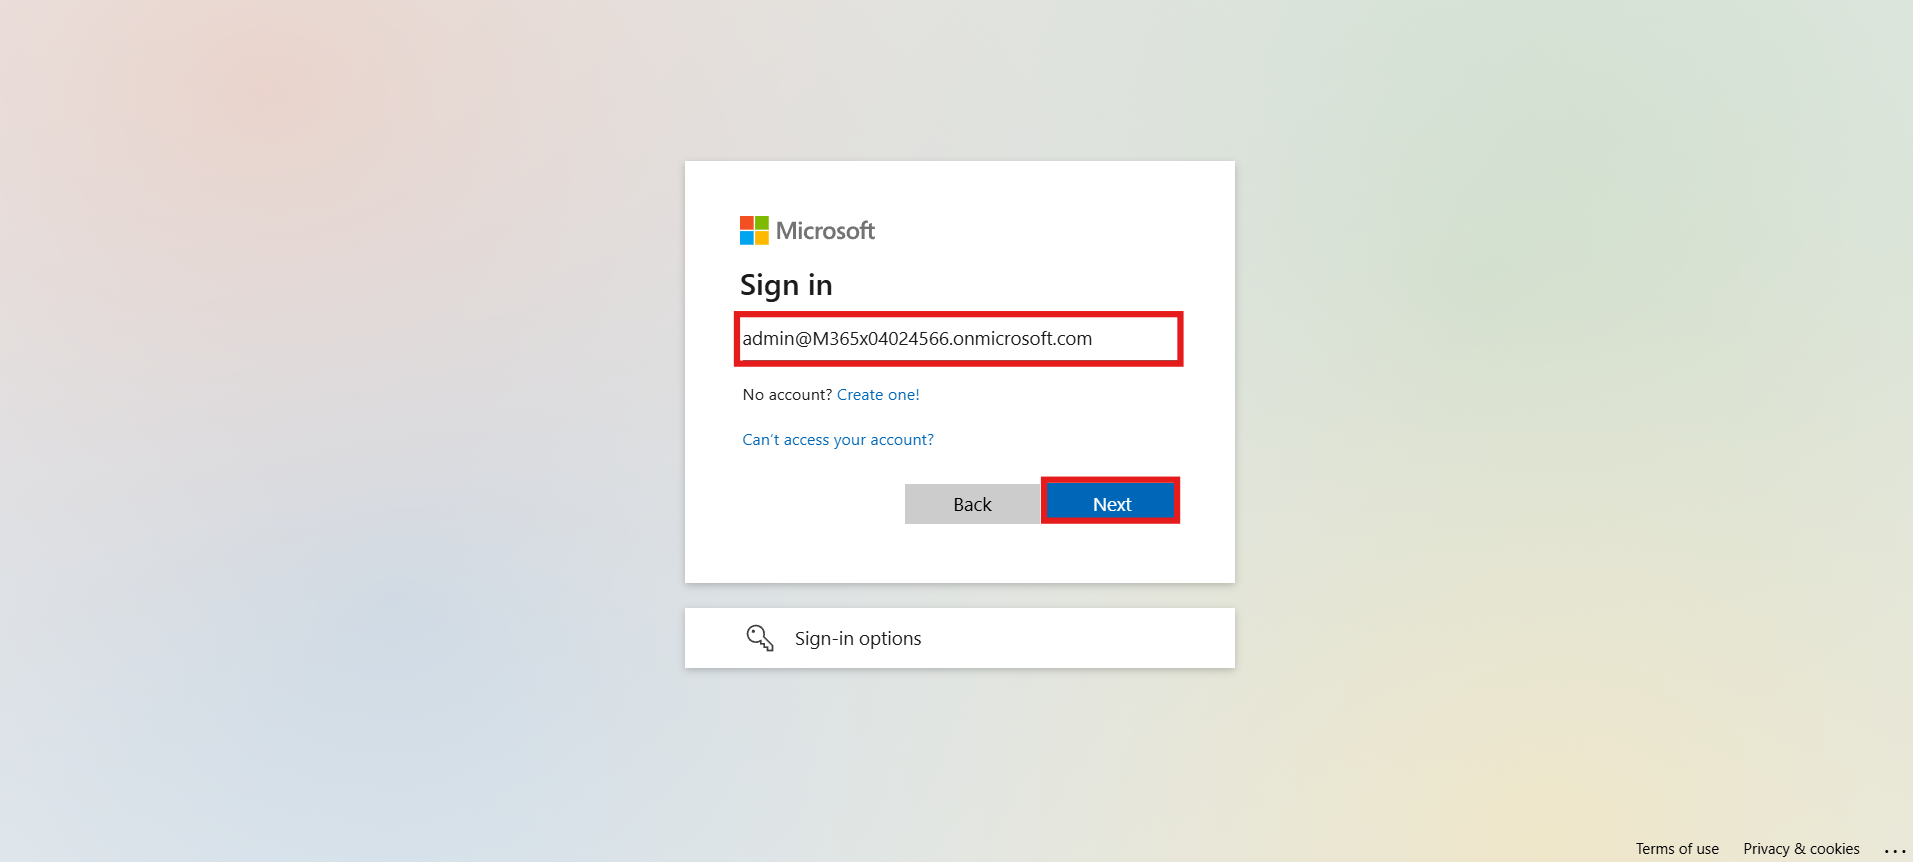 Microsoft
Sign in
admin@M365x04024566.onmicrosoft.com
No account? Create one!
Can't access your account?
Back Next
Sign-in options
Terms of use Privacy & cookies ...